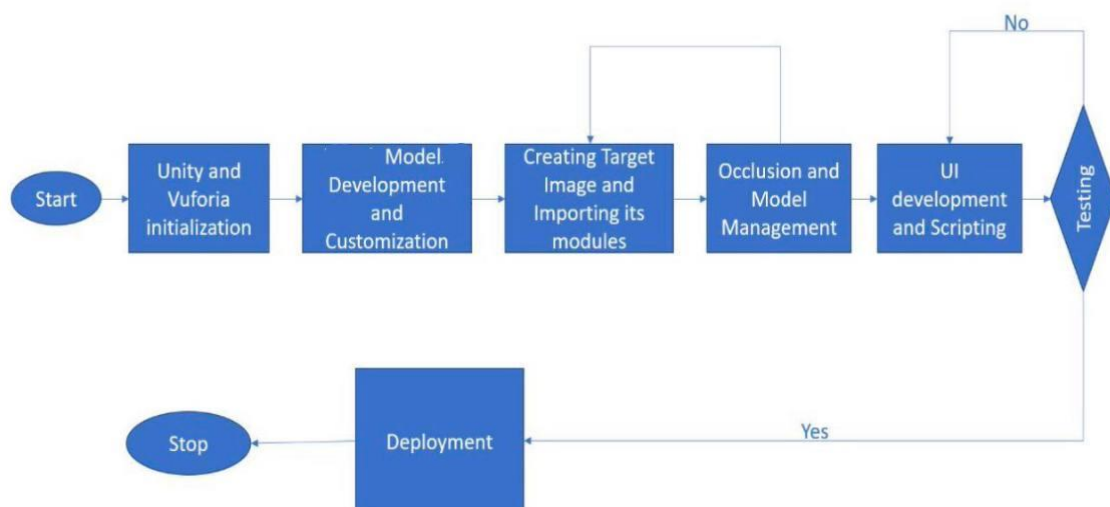 No
Start
Unity and
Vuforia
initialization
Model
Development
and
Customization
Creating Target
Image and
Importing its
modules
Occlusion and
Model
Management
UI
development
and Scripting
Testing
Yes
Deployment
Stop